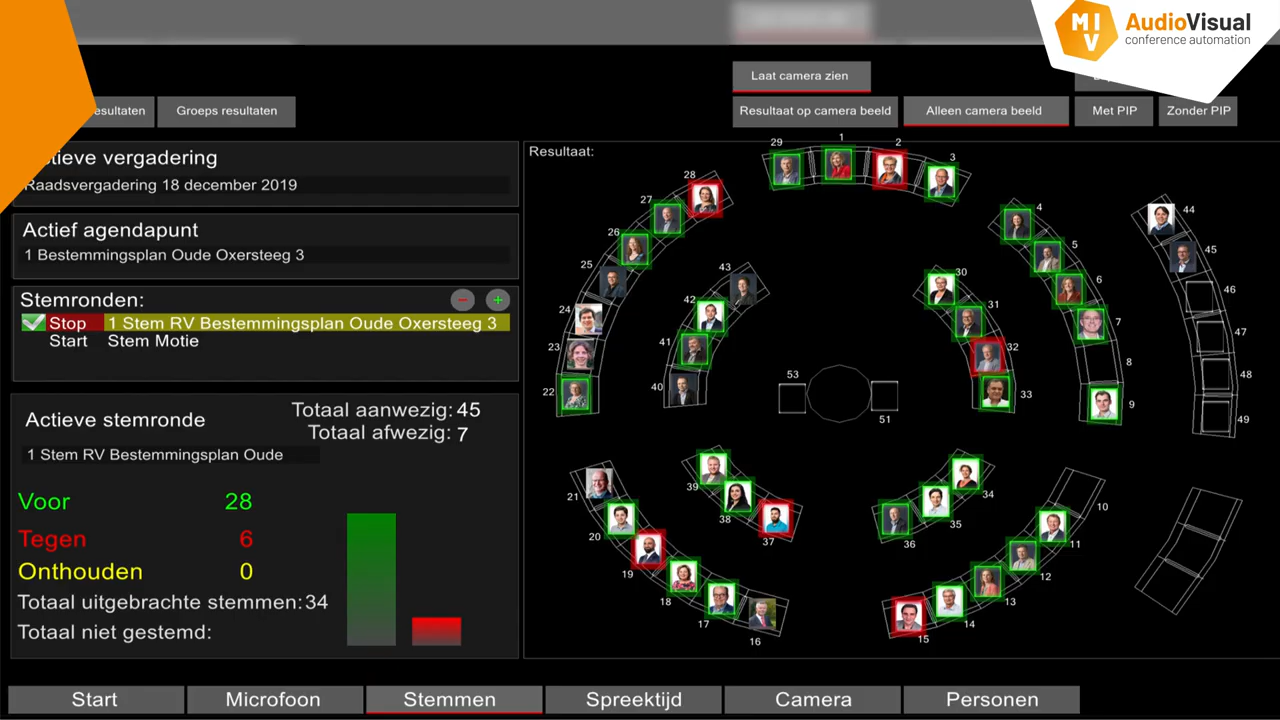 MIV
AudioVisual
conference automation
Laat camera zien
esultaten
Groeps resultaten
Resultaat op camera beeld
Alleen camera beeld
Met PIP
Zonder PIP
ctieve vergadering
Raadsvergadering 18 december 2019
Actief agendapunt
1 Bestemmingsplan Oude Oxersteeg 3
Stemronden:
Stop 1 Stem RV Bestemmingsplan Oude Oxersteeg 3
Start Stem Motie
Actieve stemronde
Totaal aanwezig: 45
Totaal afwezig: 7
1 Stem RV Bestemmingsplan Oude
Voor 28
Tegen 6
Onthouden 0
Totaal uitgebrachte stemmen: 34
Totaal niet gestemd:
Resultaat:
29
1
2
3
28
27
26
25
24
23
22
43
42
41
40
30
31
32
33
4
5
6
7
8
9
44
45
46
47
48
49
53
51
21
20
19
18
17
16
39
38
37
36
35
34
10
11
12
13
14
15
Start
Microfoon
Stemmen
Spreektijd
Camera
Personen